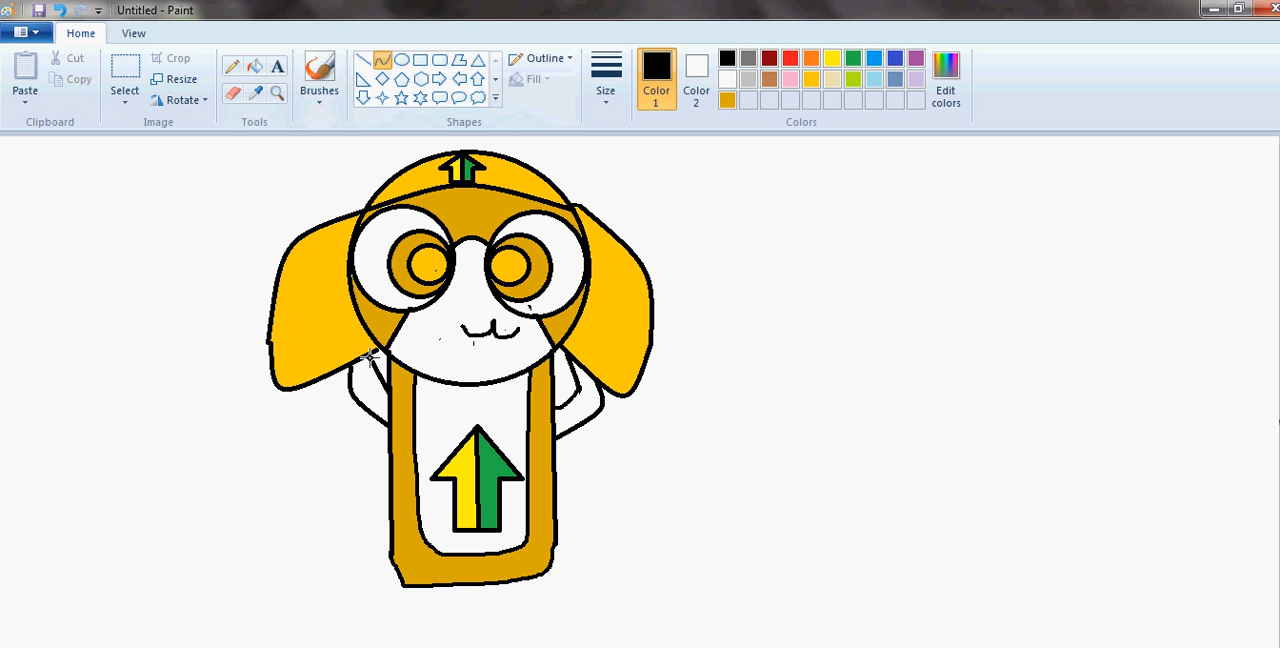 Untitled - Paint
Home View
Paste
Cut
Copy
Clipboard
Select
Crop
Resize
Rotate
Image
A
Tools
Brushes
Outline
Fill
Shapes
Size
Color 1
Color 2
Edit colors
Colors